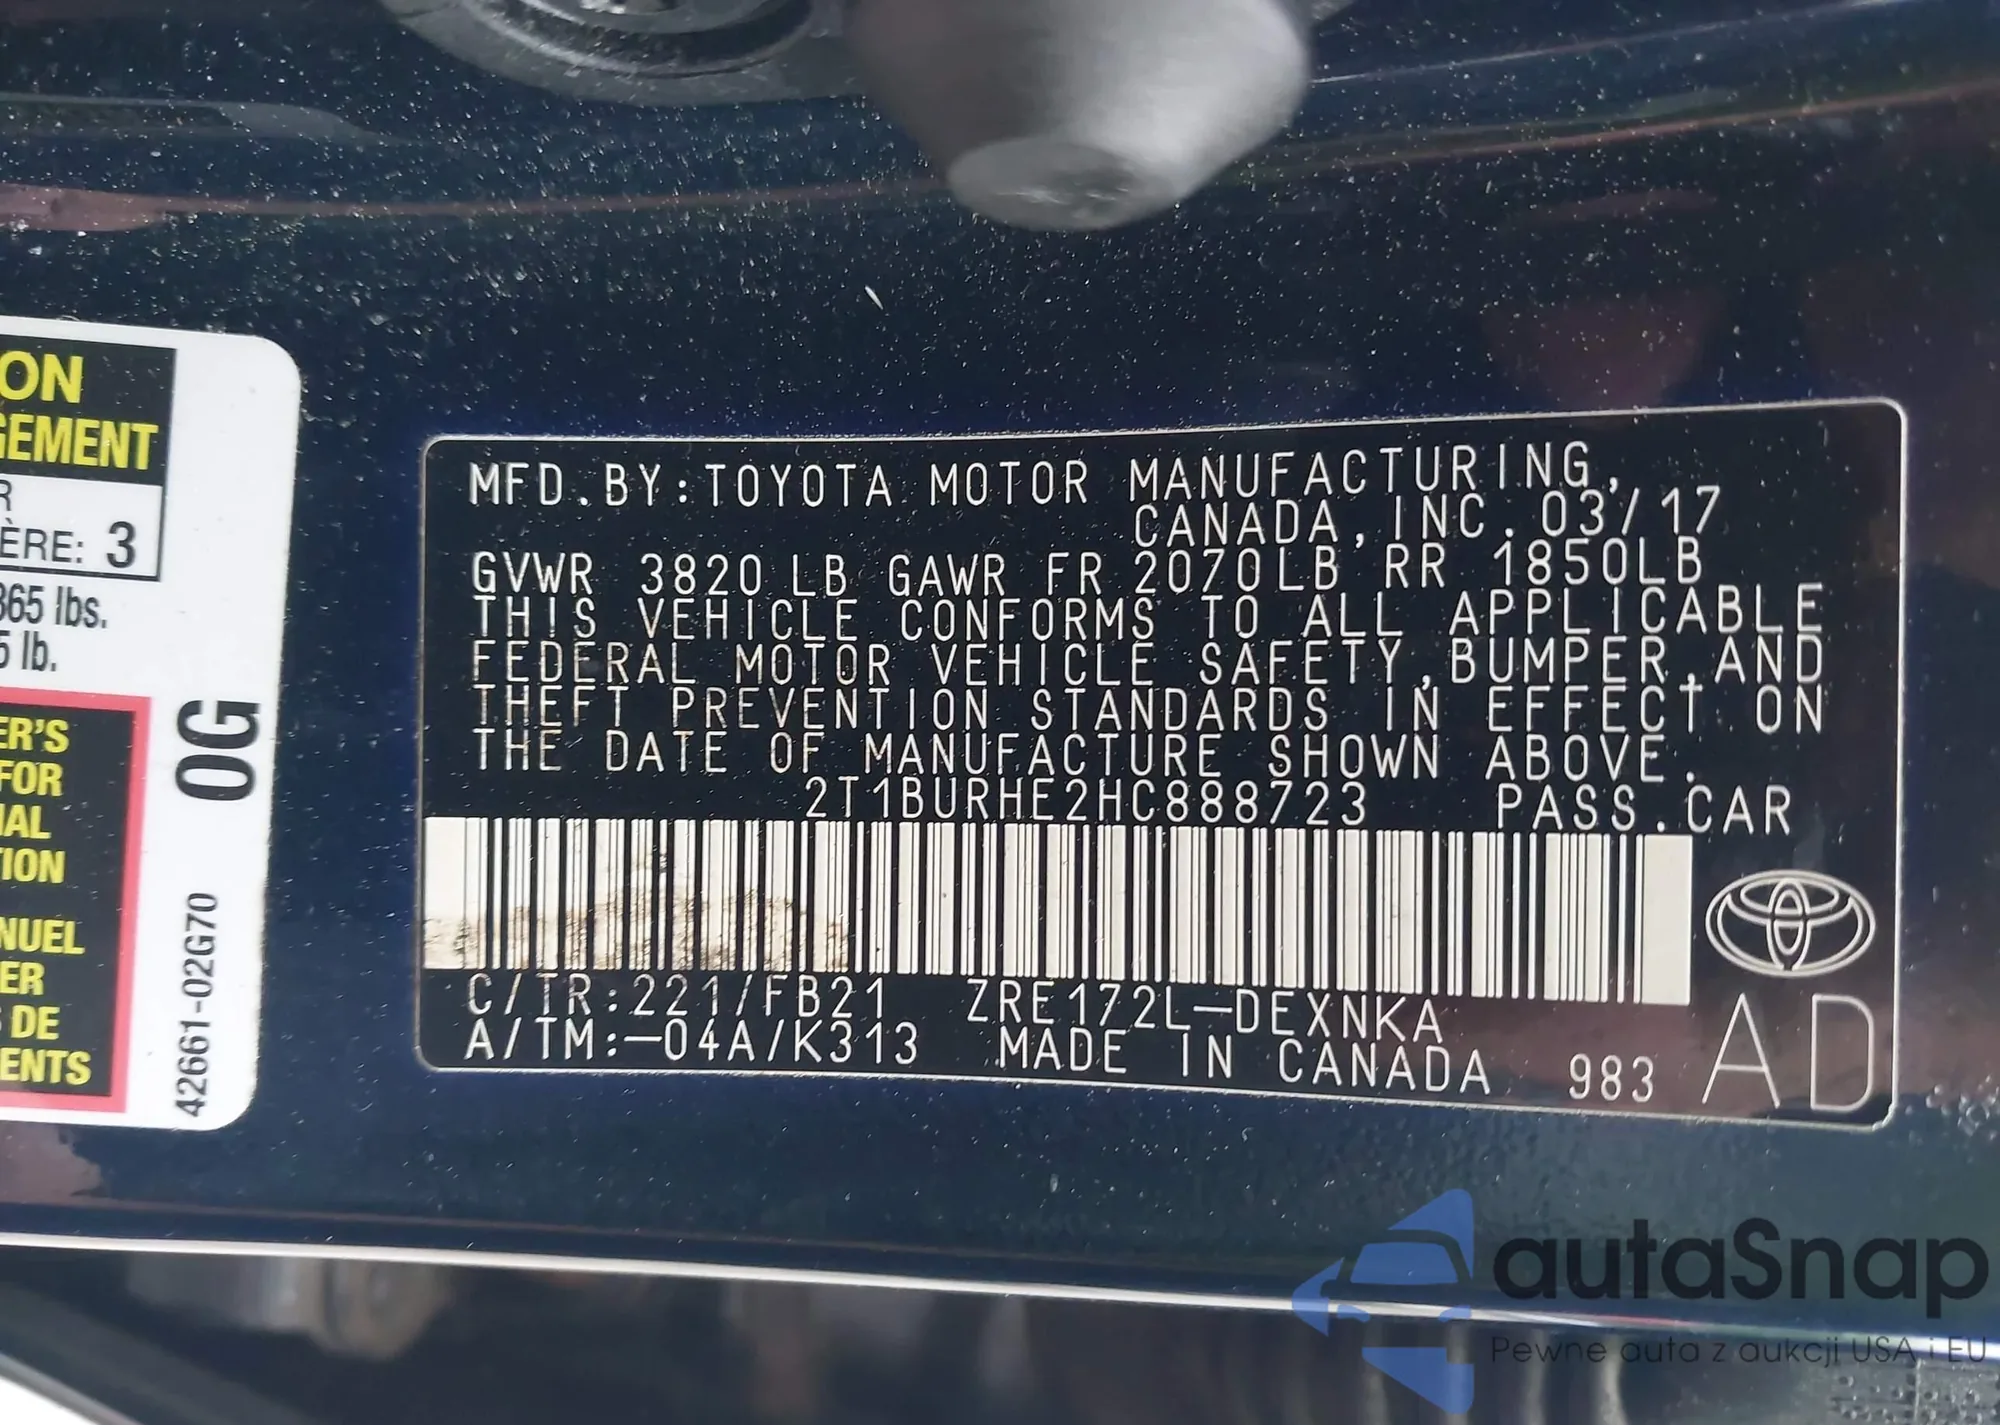 ON
GEMENT
R
ÈRE: 3
365 lbs.
5 lb.
ER'S
FOR
IAL
TION
NUEL
ER
S DE
ENTS
0G
42661-02G70
MFD.BY:TOYOTA MOTOR MANUFACTURING,
CANADA,INC. 03/17
GVWR 3820 LB GAWR FR 2070LB RR 1850LB
THIS VEHICLE CONFORMS TO ALL APPLICABLE
FEDERAL MOTOR VEHICLE SAFETY,BUMPER,AND
THEFT PREVENTION STANDARDS IN EFFECT ON
THE DATE OF MANUFACTURE SHOWN ABOVE.
2T1BURHE2HC888723 PASS.CAR
C/TR:221/FB21 ZRE172L-DEXNKA
A/TM:-04A/K313 MADE IN CANADA 983 AD
autaSnap
Pewne auta z aukcji USA i EU